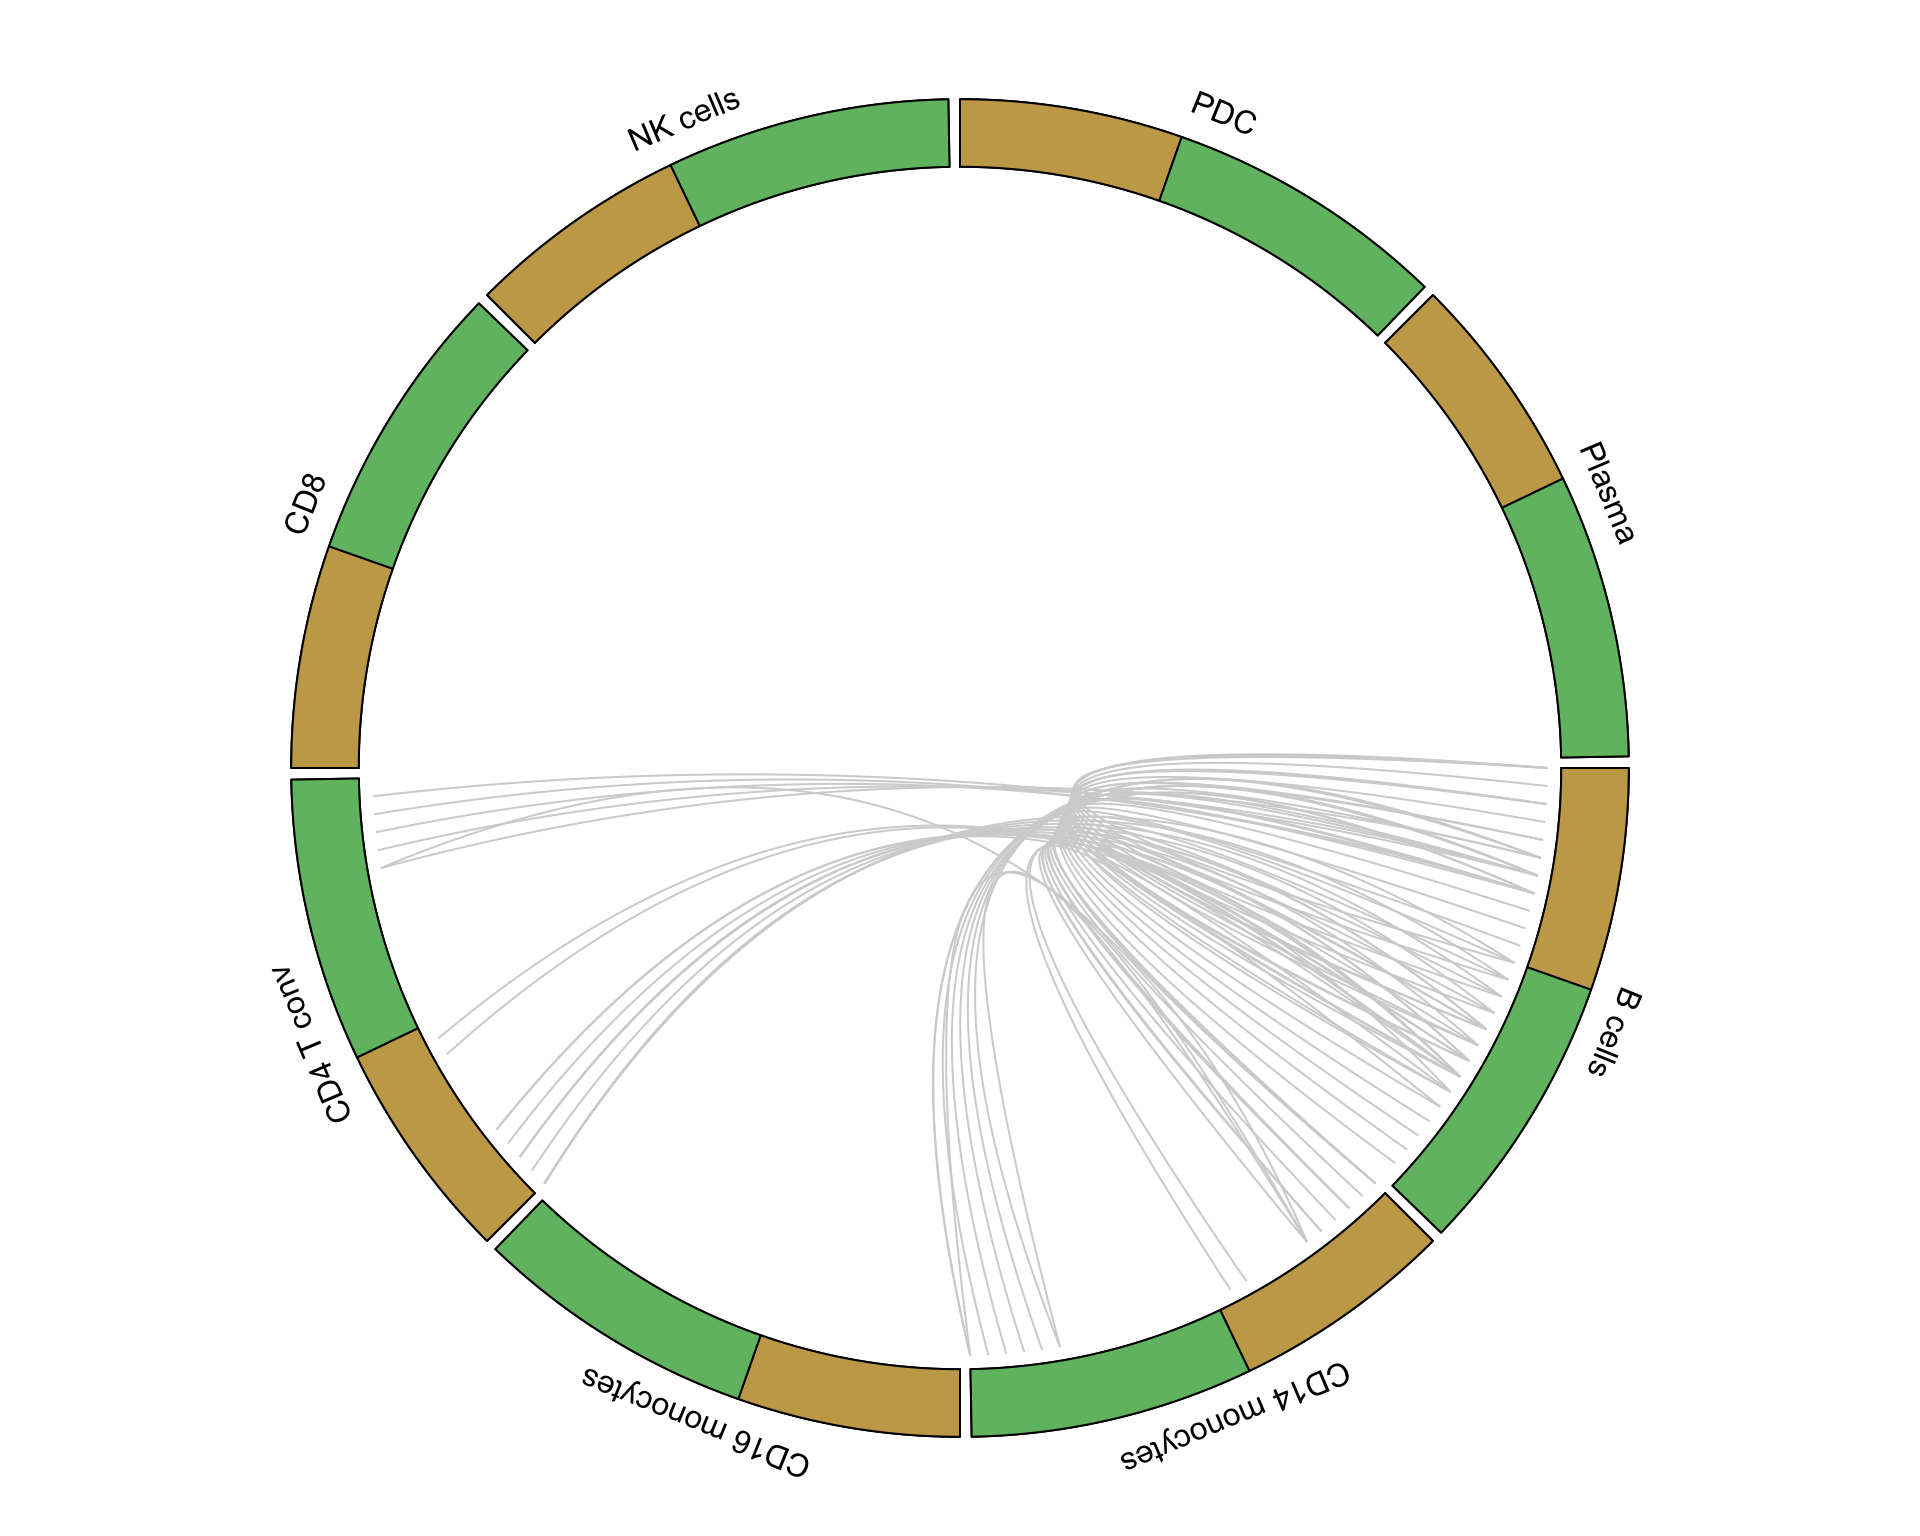 NK cells
PDC
Plasma
CD8
B cells
CD4 T conv
CD16 monocytes
CD14 monocytes